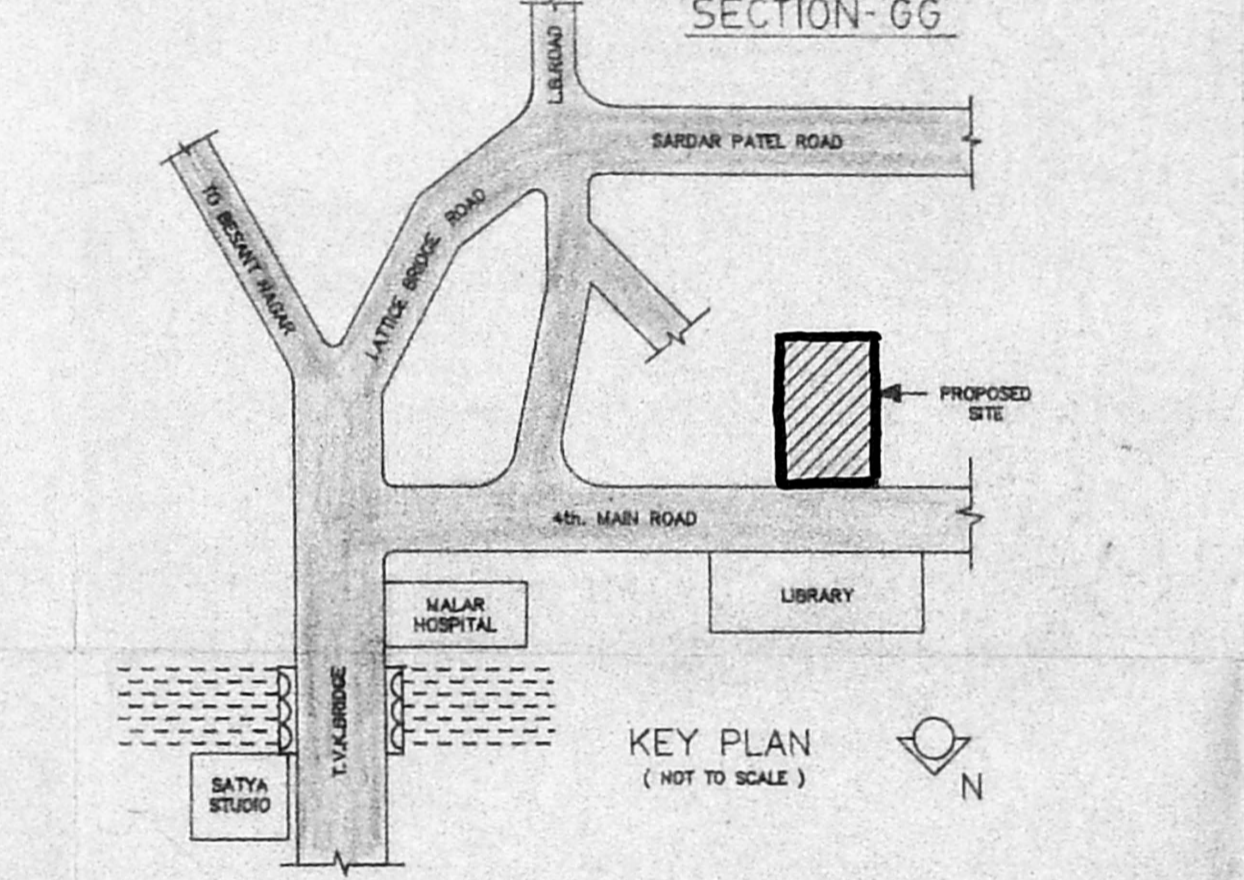 SECTION-GG
L.B.ROAD
SARDAR PATEL ROAD
TO BESANT NAGAR
LATTICE BRIDGE ROAD
PROPOSED
SITE
4th. MAIN ROAD
MALAR
HOSPITAL
LIBRARY
T.V.K.BRIDGE
KEY PLAN
( NOT TO SCALE )
N
SATYA
STUDIO